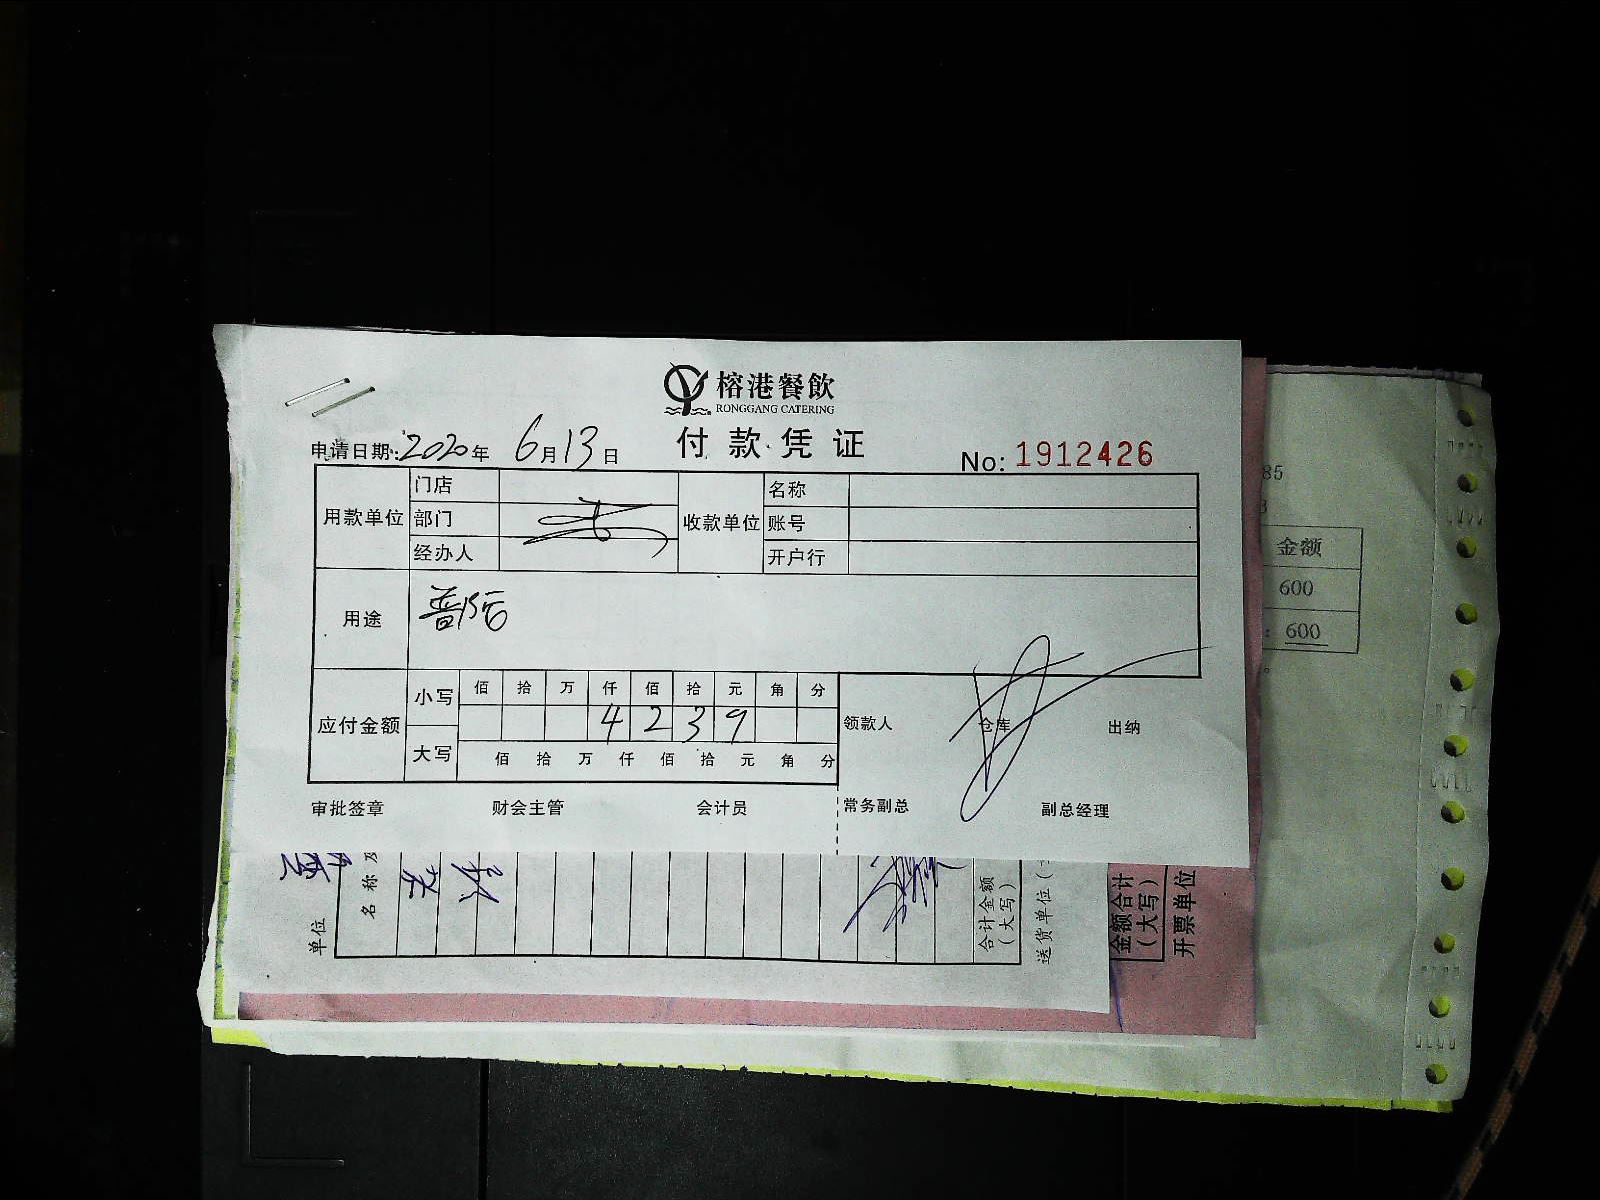 榕港餐飲
RONGGANG CATERING
付款凭证
申请日期:2020年 6月13日
No: 1912426
用款单位 门店 部门 经办人
收款单位 名称 账号 开户行
用途
应付金额
小写 佰 拾 万 仟 佰 拾 元 角 分
4 2 3 9
大写 佰 拾 万 仟 佰 拾 元 角 分
领款人 仓库 出纳
审批签章 财会主管 会计员 常务副总 副总经理
单位
名称及
合计金额
(大写)
送货单位(
金额合计
(大写)
开票单位
85
3
金额
600
: 600